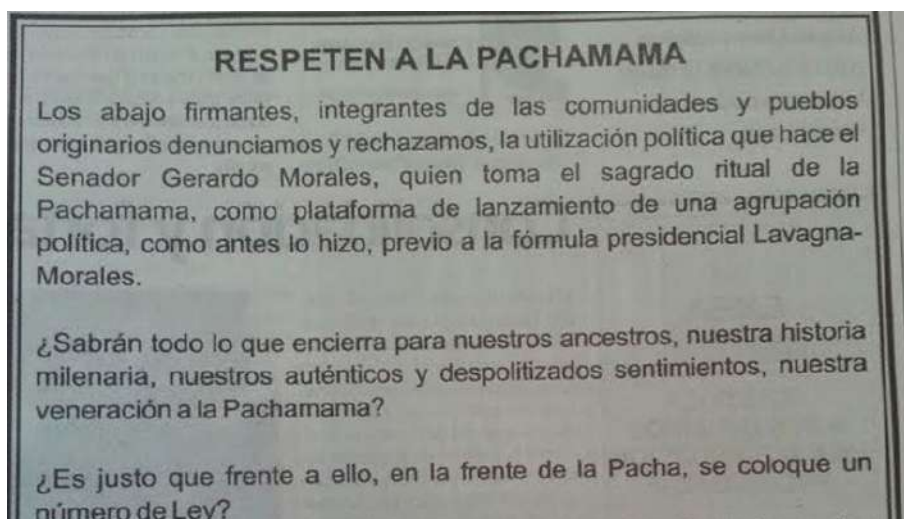 RESPETEN A LA PACHAMAMA
Los abajo firmantes, integrantes de las comunidades y pueblos
originarios denunciamos y rechazamos, la utilización política que hace el
Senador Gerardo Morales, quien toma el sagrado ritual de la
Pachamama, como plataforma de lanzamiento de una agrupación
política, como antes lo hizo, previo a la fórmula presidencial Lavagna-
Morales.
¿Sabrán todo lo que encierra para nuestros ancestros, nuestra historia
milenaria, nuestros auténticos y despolitizados sentimientos, nuestra
veneración a la Pachamama?
¿Es justo que frente a ello, en la frente de la Pacha, se coloque un
número de Ley?